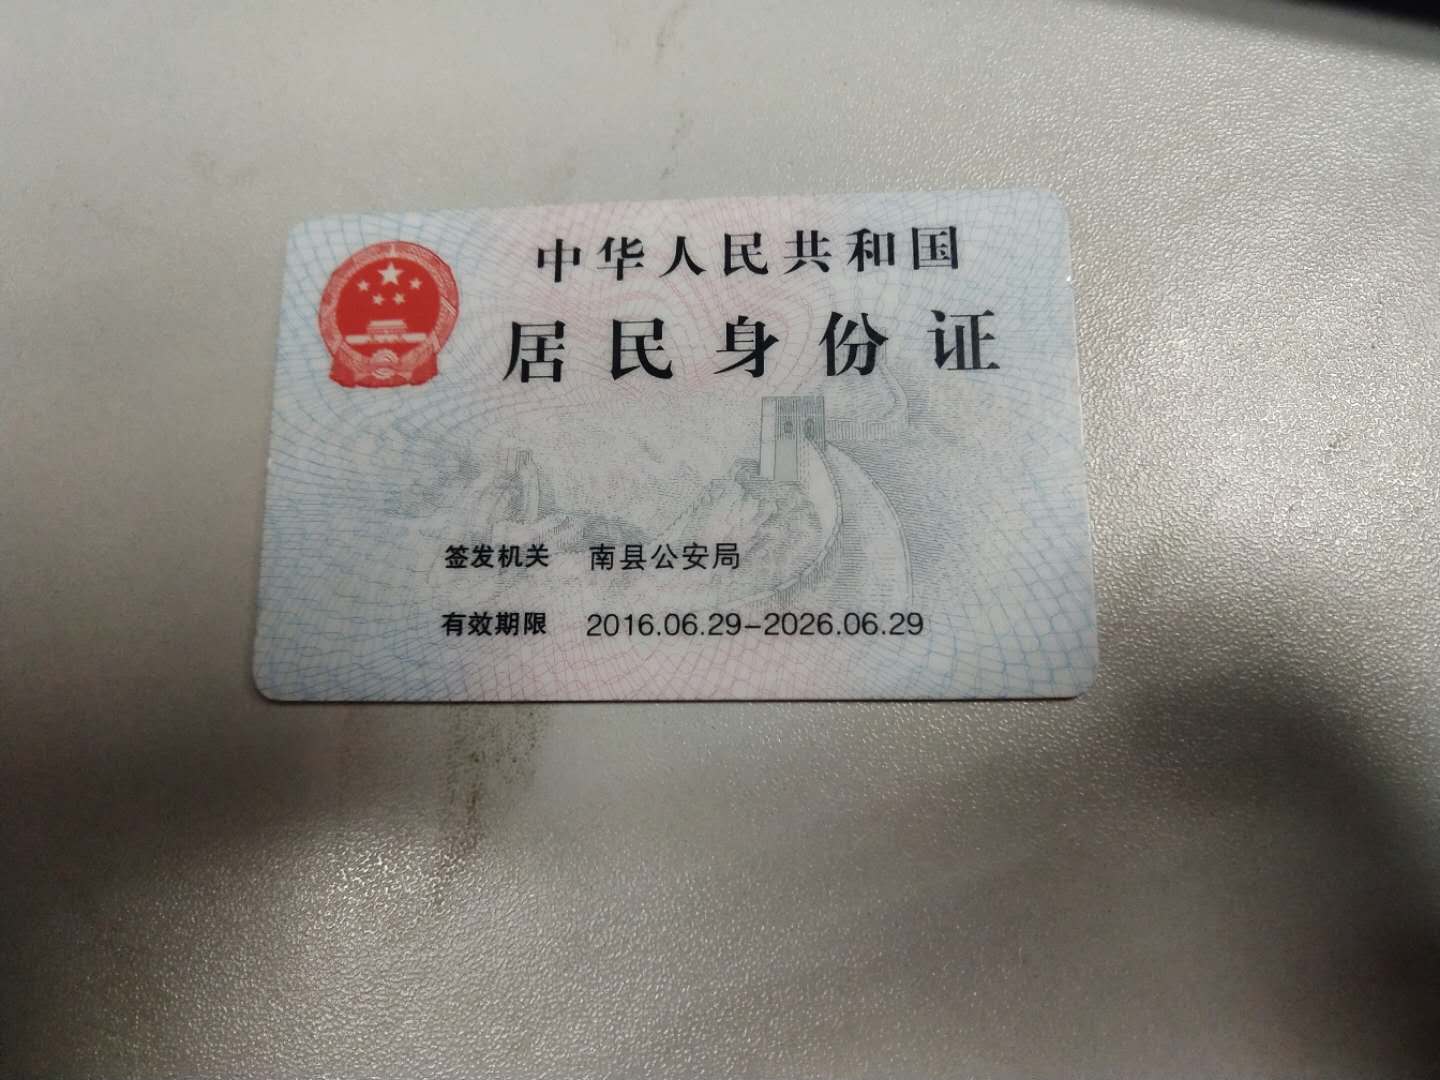 中华人民共和国
居民身份证
签发机关 南县公安局
有效期限 2016.06.29-2026.06.29